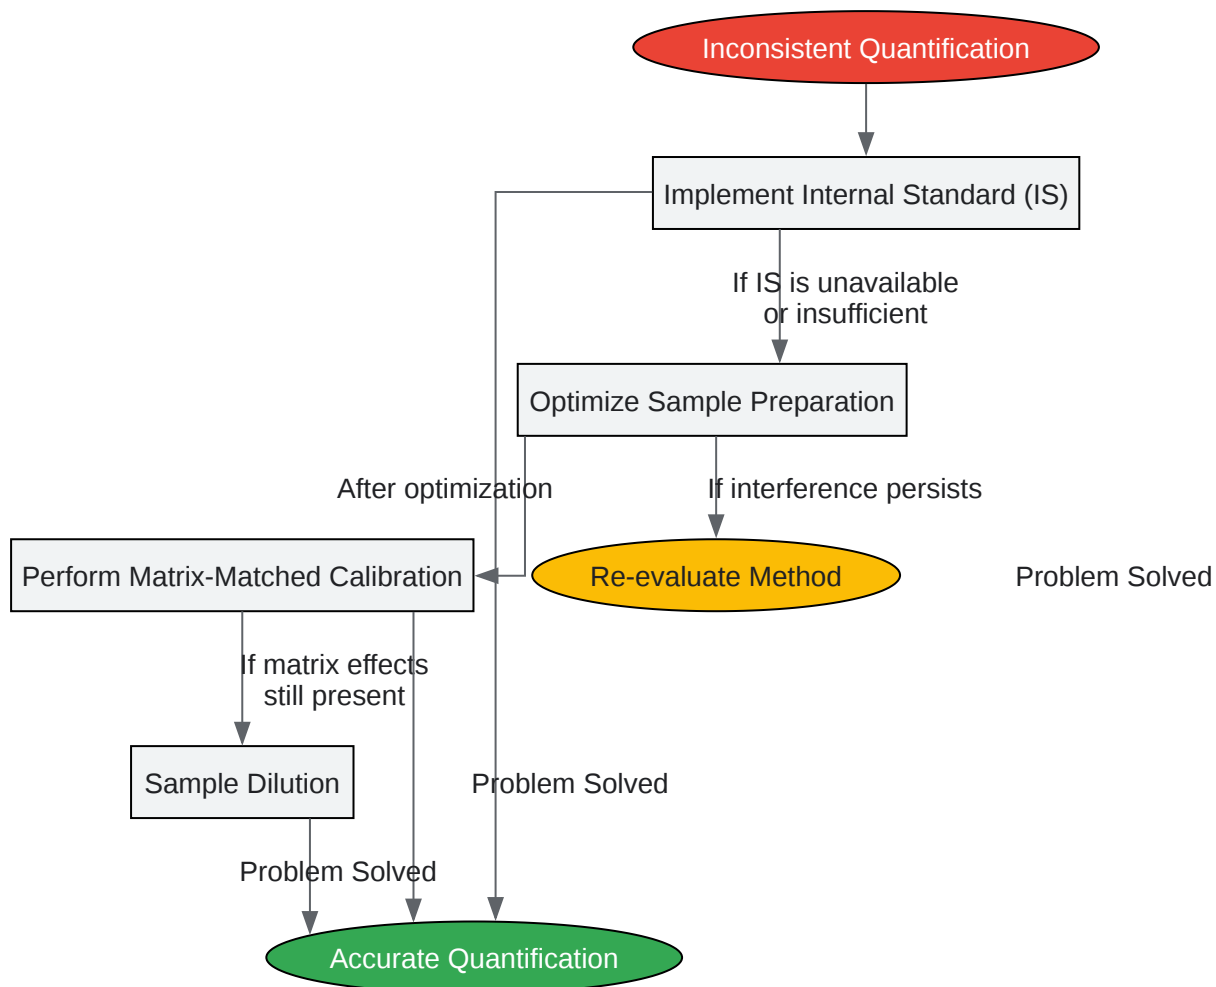 Inconsistent Quantification
Implement Internal Standard (IS)
If IS is unavailable
or insufficient
Optimize Sample Preparation
After optimization
If interference persists
Perform Matrix-Matched Calibration
Re-evaluate Method
Problem Solved
If matrix effects
still present
Sample Dilution
Problem Solved
Problem Solved
Accurate Quantification